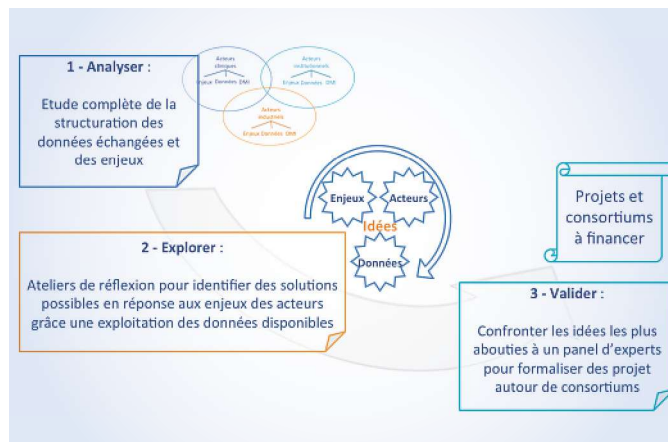 1 - Analyser :
Etude complète de la
structuration des
données échangées et
des enjeux
Acteurs
cliniques
Enjeux Données DMN
Acteurs
institutionnels
Enjeux Données
Acteurs
industriels
Enjeux Données
Enjeux
Acteurs
Idées
Données
2 - Explorer :
Ateliers de réflexion pour identifier des solutions
possibles en réponse aux enjeux des acteurs
grâce une exploitation des données disponibles
Projets et
consortiums
à financer
3 - Valider :
Confronter les idées les plus
abouties à un panel d'experts
pour formaliser des projet
autour de consortiums